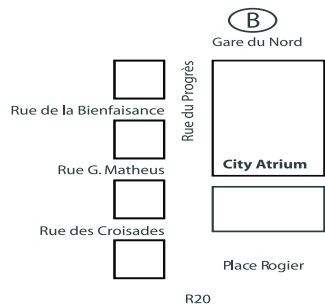 B
Gare du Nord
Rue du Progrès
Rue de la Bienfaisance
City Atrium
Rue G. Matheus
Rue des Croisades
Place Rogier
R20